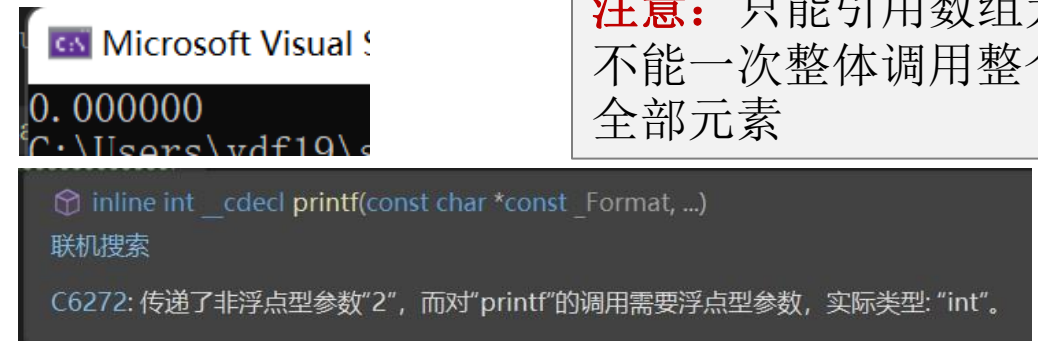 Microsoft Visual
0.000000
C:\Users\ydf19\
注意：只能引用数组
不能一次整体调用整
全部元素
inline int __cdecl printf(const char *const _Format, ...)
联机搜索
C6272: 传递了非浮点型参数“2”，而对“printf”的调用需要浮点型参数，实际类型: “int”。